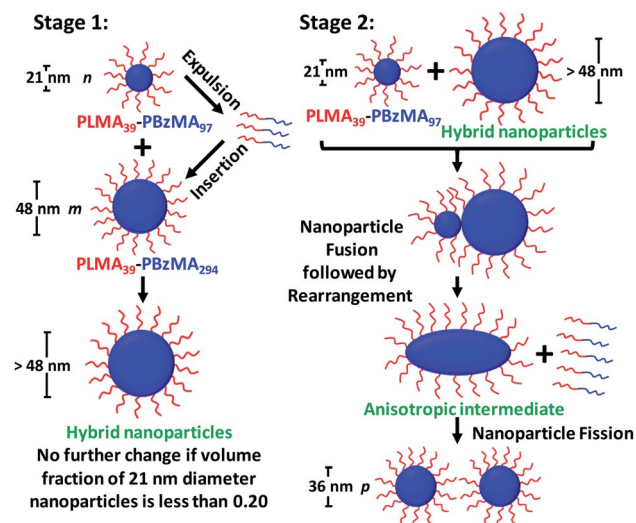 Stage 1:
21 nm n
Expulsion
PLMA39-PBzMA97
+
Insertion
48 nm m
PLMA39-PBzMA294
> 48 nm
Hybrid nanoparticles
No further change if volume
fraction of 21 nm diameter
nanoparticles is less than 0.20
Stage 2:
21 nm
+
> 48 nm
PLMA39-PBzMA97
Hybrid nanoparticles
Nanoparticle
Fusion
followed by
Rearrangement
+
Anisotropic intermediate
Nanoparticle Fission
36 nm p